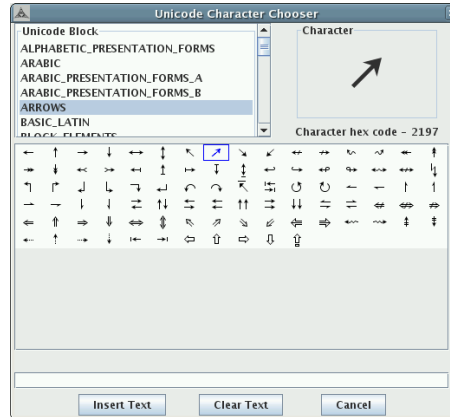 Unicode Character Chooser
Unicode Block
ALPHABETIC_PRESENTATION_FORMS
ARABIC
ARABIC_PRESENTATION_FORMS_A
ARABIC_PRESENTATION_FORMS_B
ARROWS
BASIC_LATIN
BLOCK_ELEMENTS
Character
↗
Character hex code - 2197
Insert Text
Clear Text
Cancel